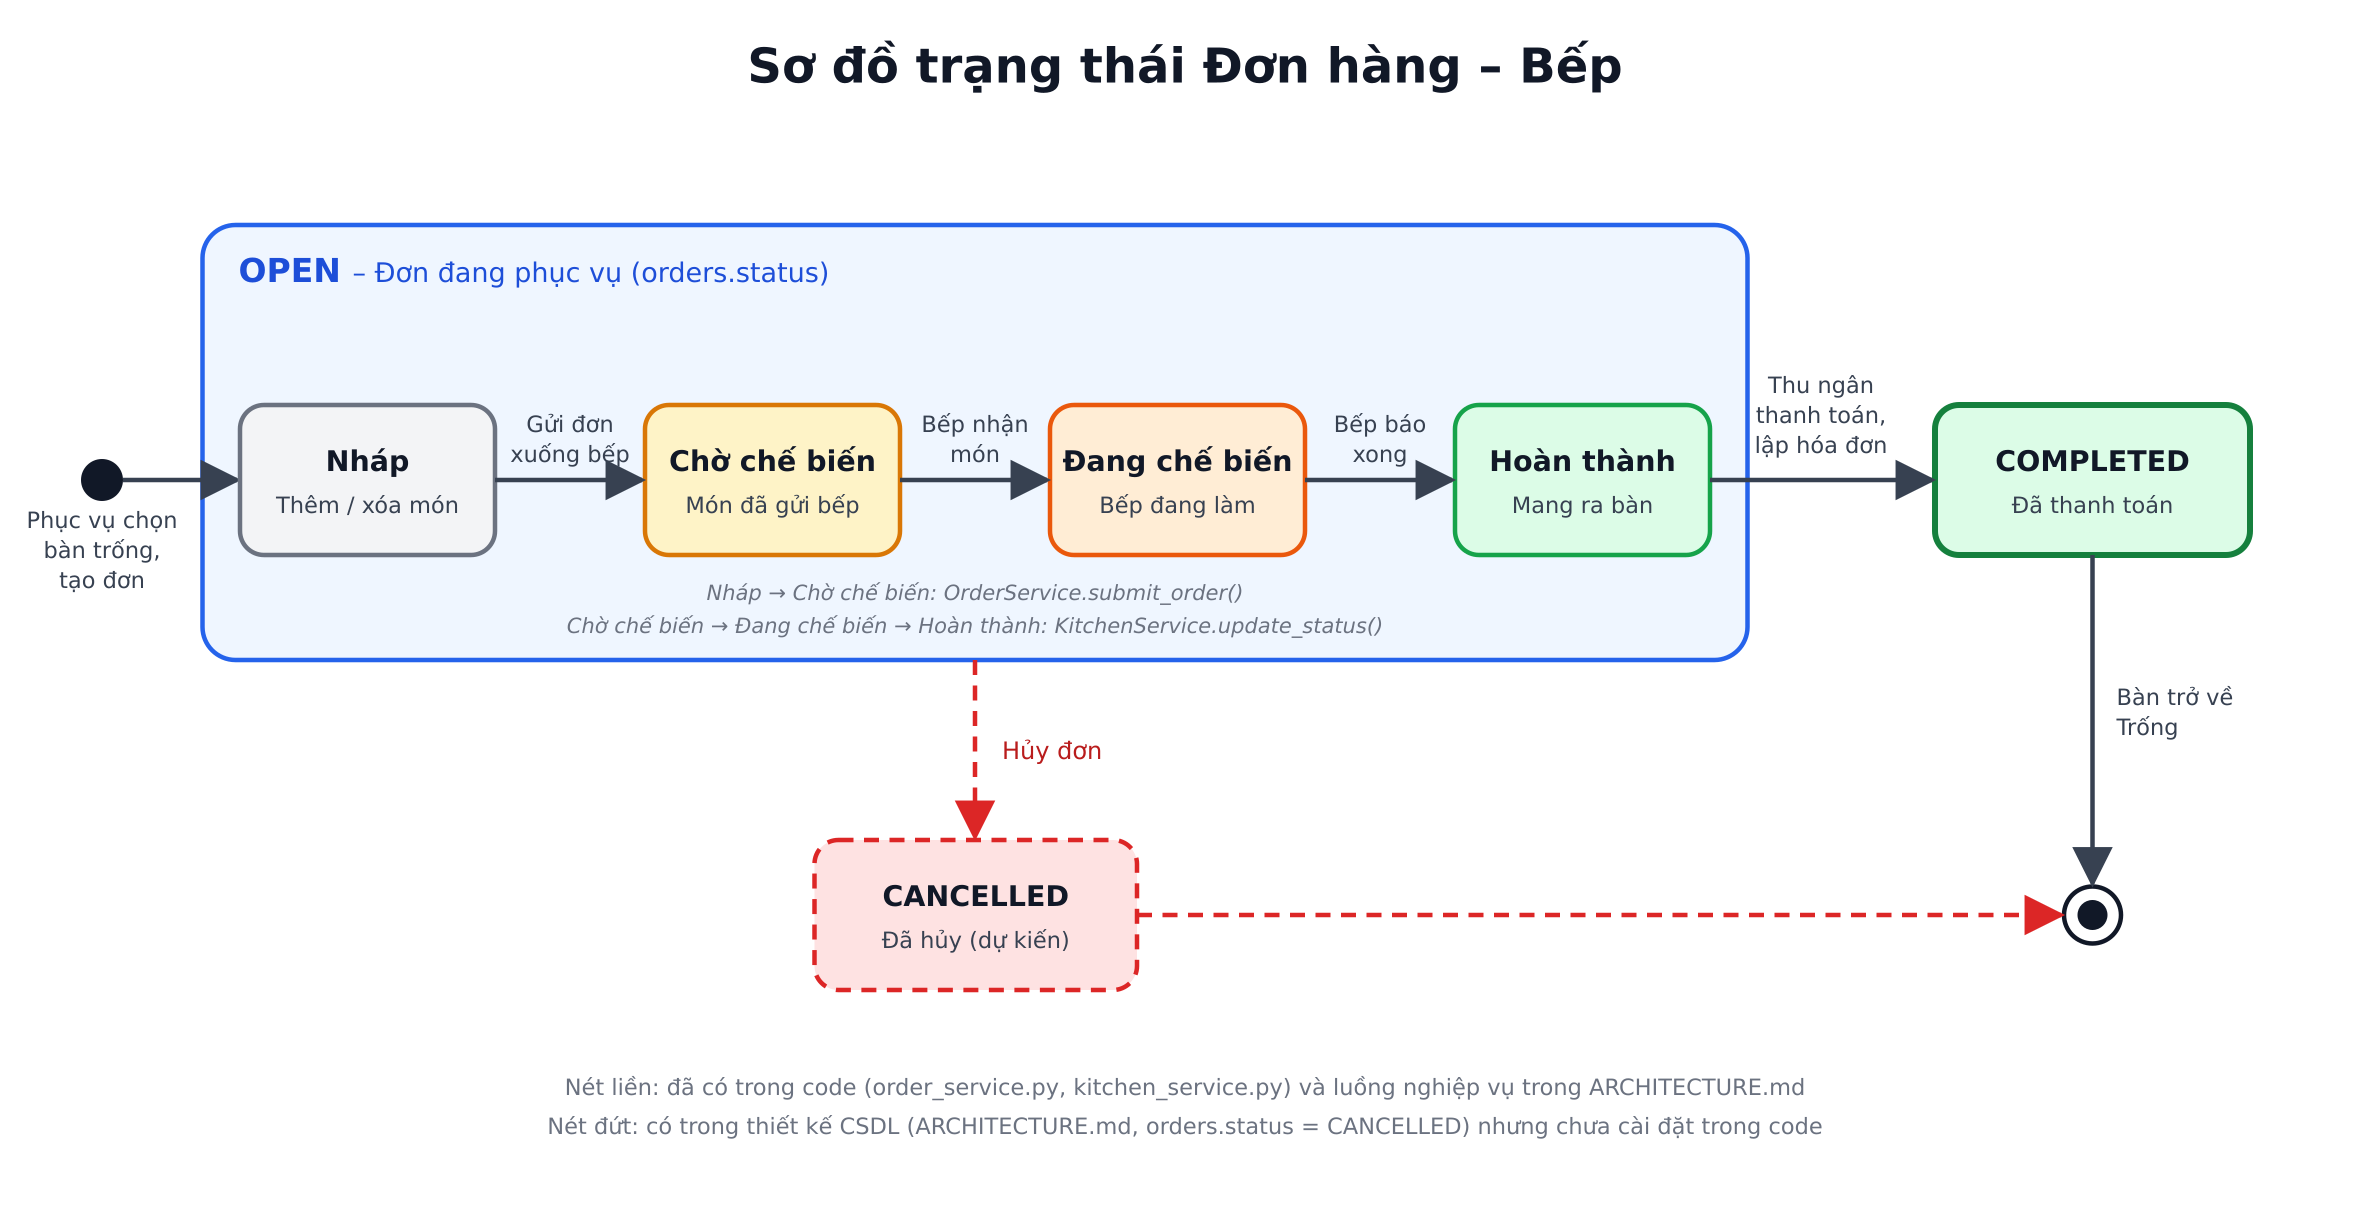 Sơ đồ trạng thái Đơn hàng – Bếp
OPEN – Đơn đang phục vụ (orders.status)
Phục vụ chọn
bàn trống,
tạo đơn
Nháp
Thêm / xóa món
Gửi đơn
xuống bếp
Chờ chế biến
Món đã gửi bếp
Bếp nhận
món
Đang chế biến
Bếp đang làm
Bếp báo
xong
Hoàn thành
Mang ra bàn
Thu ngân
thanh toán,
lập hóa đơn
COMPLETED
Đã thanh toán
Nháp → Chờ chế biến: OrderService.submit_order()
Chờ chế biến → Đang chế biến → Hoàn thành: KitchenService.update_status()
Bàn trở về
Trống
Hủy đơn
CANCELLED
Đã hủy (dự kiến)
Nét liền: đã có trong code (order_service.py, kitchen_service.py) và luồng nghiệp vụ trong ARCHITECTURE.md
Nét đứt: có trong thiết kế CSDL (ARCHITECTURE.md, orders.status = CANCELLED) nhưng chưa cài đặt trong code